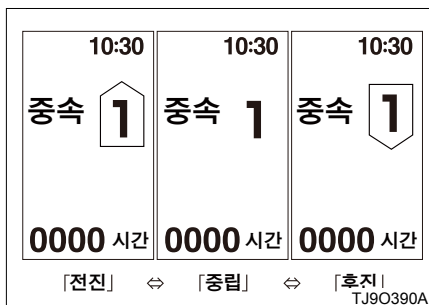 10:30 10:30 10:30
중속 1 중속 1 중속 1
0000 시간 0000 시간 0000 시간
「전진」 ⇔ 「중립」 ⇔ 「후진」
TJ9O390A